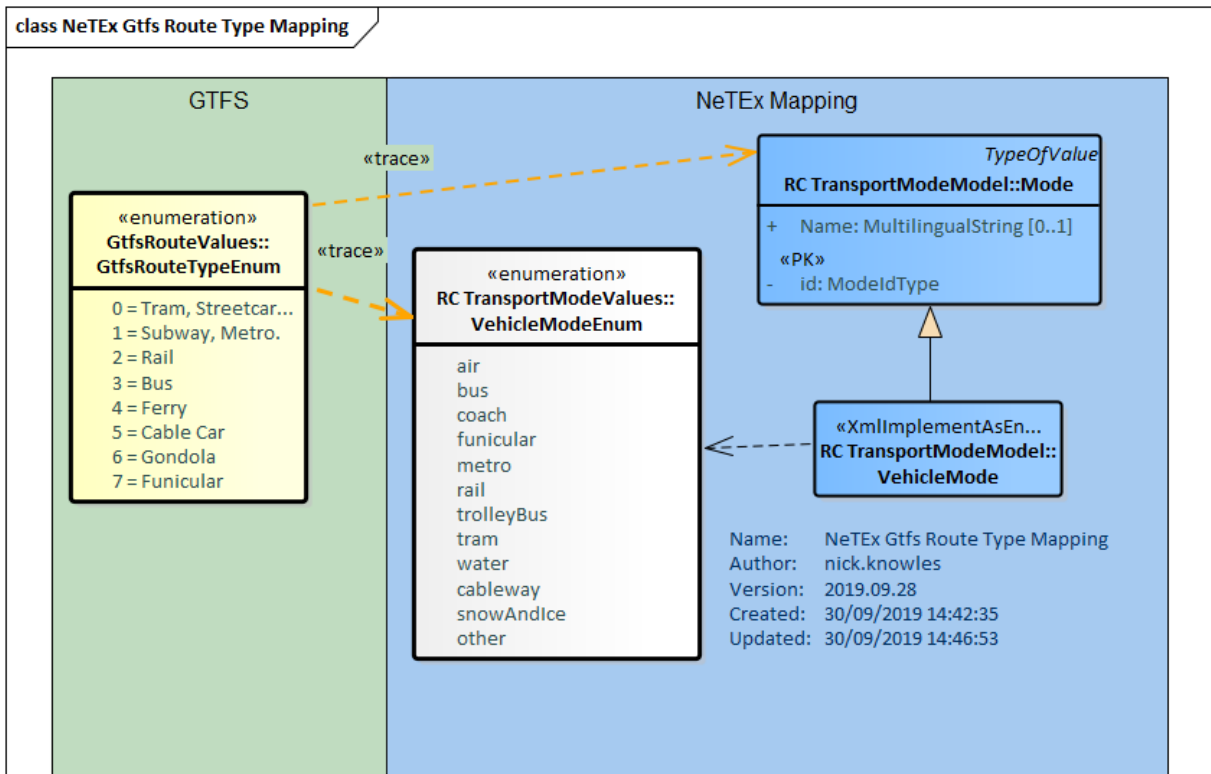 class NeTEx Gtfs Route Type Mapping
GTFS
NeTEx Mapping
«trace»
TypeOfValue
RC TransportModeModel::Mode
+ Name: MultilingualString [0..1]
«PK»
- id: ModeIdType
«enumeration»
GtfsRouteValues::
GtfsRouteTypeEnum
0 = Tram, Streetcar...
1 = Subway, Metro.
2 = Rail
3 = Bus
4 = Ferry
5 = Cable Car
6 = Gondola
7 = Funicular
«trace»
«enumeration»
RC TransportModeValues::
VehicleModeEnum
air
bus
coach
funicular
metro
rail
trolleyBus
tram
water
cableway
snowAndIce
other
«XmlImplementAsEn...
RC TransportModeModel::
VehicleMode
Name: NeTEx Gtfs Route Type Mapping
Author: nick.knowles
Version: 2019.09.28
Created: 30/09/2019 14:42:35
Updated: 30/09/2019 14:46:53